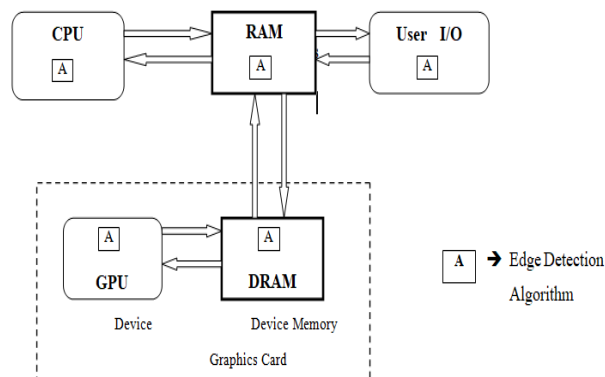 CPU
A
RAM
A
User I/O
A
A
GPU
A
DRAM
Device
Device Memory
Graphics Card
A ➔ Edge Detection
Algorithm